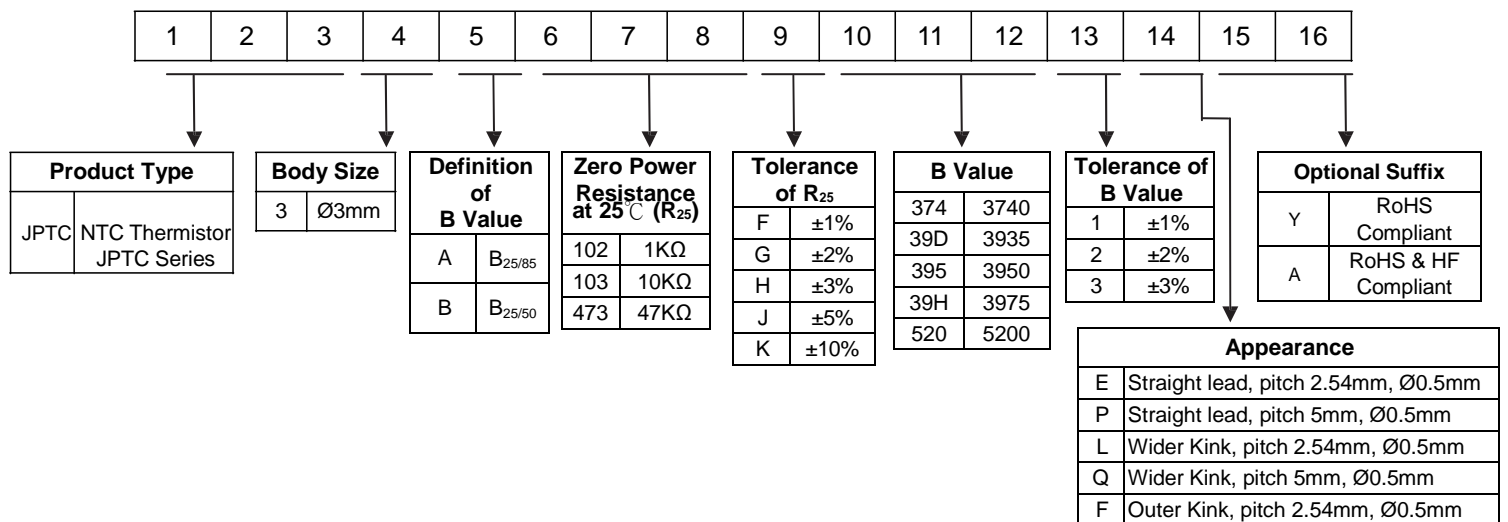 1 2 3 4 5 6 7 8 9 10 11 12 13 14 15 16
Product Type
JPTC NTC Thermistor
JPTC Series
Body Size
3 Ø3mm
Definition
of
B Value
A B25/85
B B25/50
Zero Power
Resistance
at 25℃ (R25)
102 1KΩ
103 10KΩ
473 47KΩ
Tolerance
of R25
F ±1%
G ±2%
H ±3%
J ±5%
K ±10%
B Value
374 3740
39D 3935
395 3950
39H 3975
520 5200
Tolerance of
B Value
1 ±1%
2 ±2%
3 ±3%
Optional Suffix
Y RoHS
Compliant
A RoHS & HF
Compliant
Appearance
E Straight lead, pitch 2.54mm, Ø0.5mm
P Straight lead, pitch 5mm, Ø0.5mm
L Wider Kink, pitch 2.54mm, Ø0.5mm
Q Wider Kink, pitch 5mm, Ø0.5mm
F Outer Kink, pitch 2.54mm, Ø0.5mm